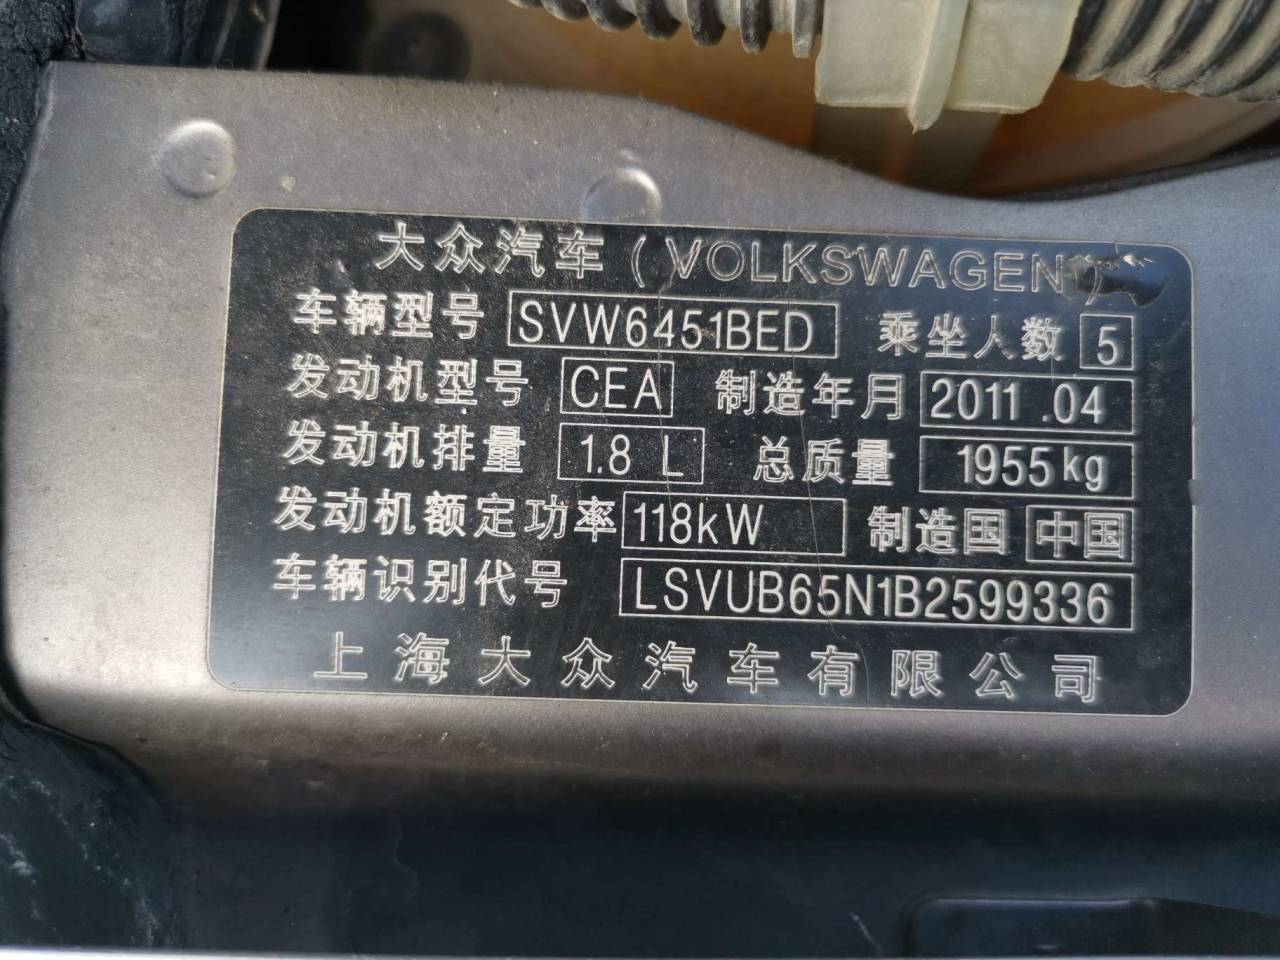 大众汽车(VOLKSWAGEN)
车辆型号 SVW6451BED 乘坐人数 5
发动机型号 CEA 制造年月 2011.04
发动机排量 1.8 L 总质量 1955kg
发动机额定功率 118kW 制造国 中国
车辆识别代号 LSVUB65N1B2599336
上海大众汽车有限公司